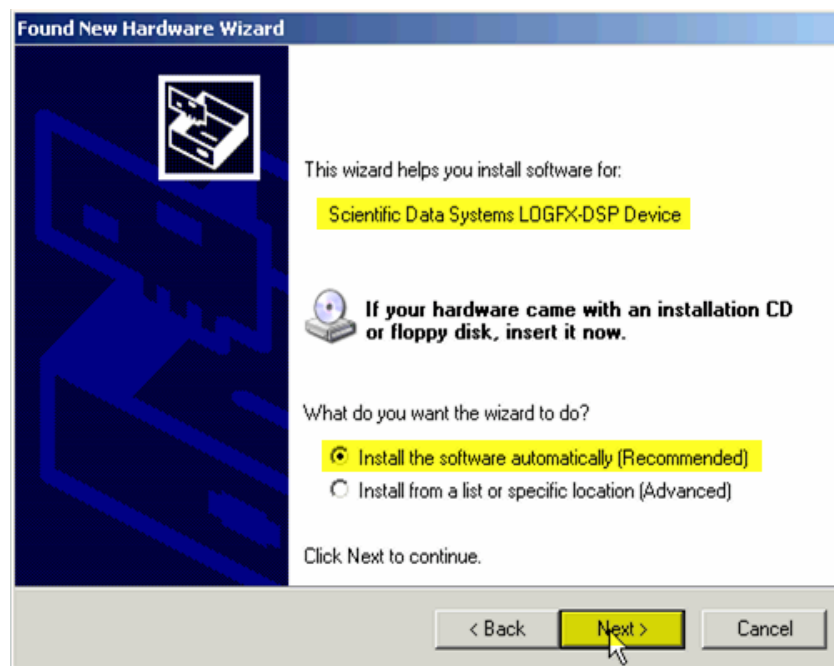 Found New Hardware Wizard
This wizard helps you install software for:
Scientific Data Systems LOGFX-DSP Device
If your hardware came with an installation CD
or floppy disk, insert it now.
What do you want the wizard to do?
Install the software automatically (Recommended)
Install from a list or specific location (Advanced)
Click Next to continue.
< Back Next > Cancel